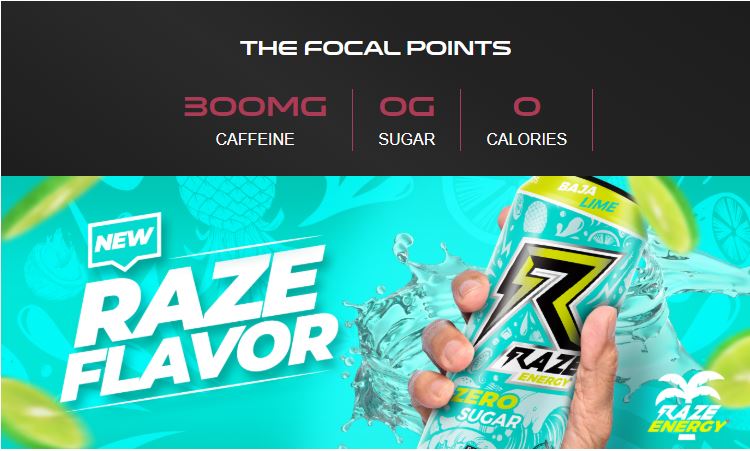 THE FOCAL POINTS
300MG
CAFFEINE
0G
SUGAR
0
CALORIES
NEW
RAZE
FLAVOR
BAJA
LIME
R
RAZE
ENERGY
ZERO
SUGAR
RAZE
ENERGY